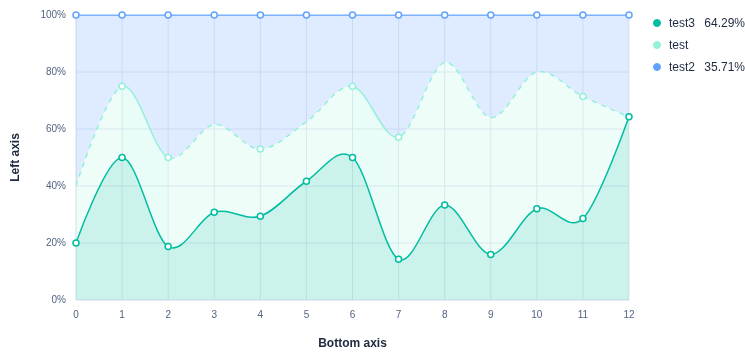 100%
80%
60%
40%
20%
0%
Left axis
0 1 2 3 4 5 6 7 8 9 10 11 12
Bottom axis
test3 64.29%
test
test2 35.71%